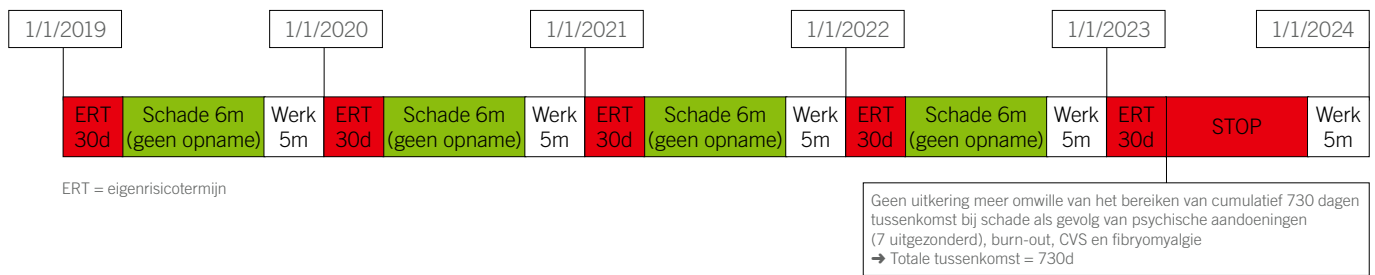 1/1/2019 1/1/2020 1/1/2021 1/1/2022 1/1/2023 1/1/2024
ERT Schade 6m Werk ERT Schade 6m Werk ERT Schade 6m Werk ERT Schade 6m Werk ERT STOP Werk
30d (geen opname) 5m 30d (geen opname) 5m 30d (geen opname) 5m 30d (geen opname) 5m 30d 5m
ERT = eigenrisicotermijn
Geen uitkering meer omwille van het bereiken van cumulatief 730 dagen
tussenkomst bij schade als gevolg van psychische aandoeningen
(7 uitgezonderd), burn-out, CVS en fibryomyalgie
➔ Totale tussenkomst = 730d